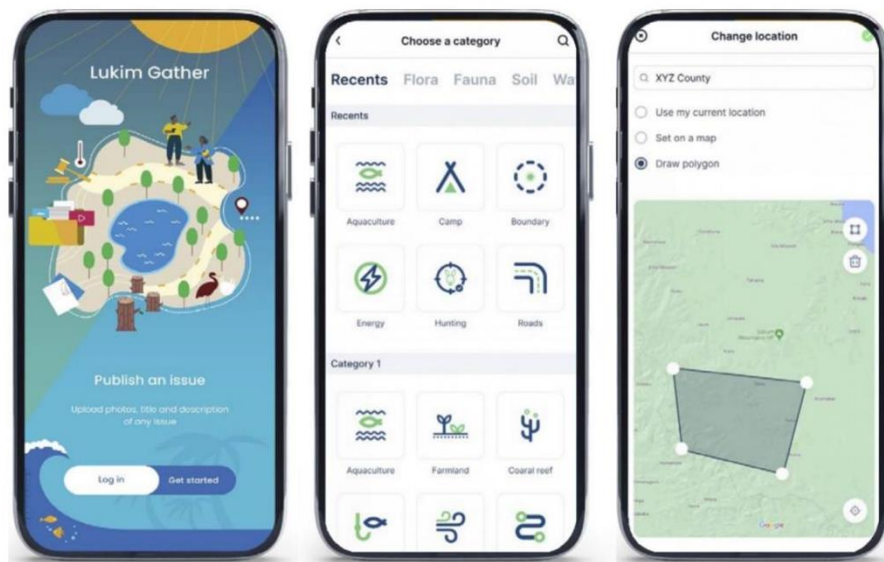 Lukim Gather
Publish an issue
Upload photos, title and description
of any issue
Log in
Get started
Choose a category
Recents Flora Fauna Soil Wa
Recents
Aquaculture Camp Boundary
Energy Hunting Roads
Category 1
Aquaculture Farmland Coaral reef
Change location
XYZ County
Use my current location
Set on a map
Draw polygon
Google